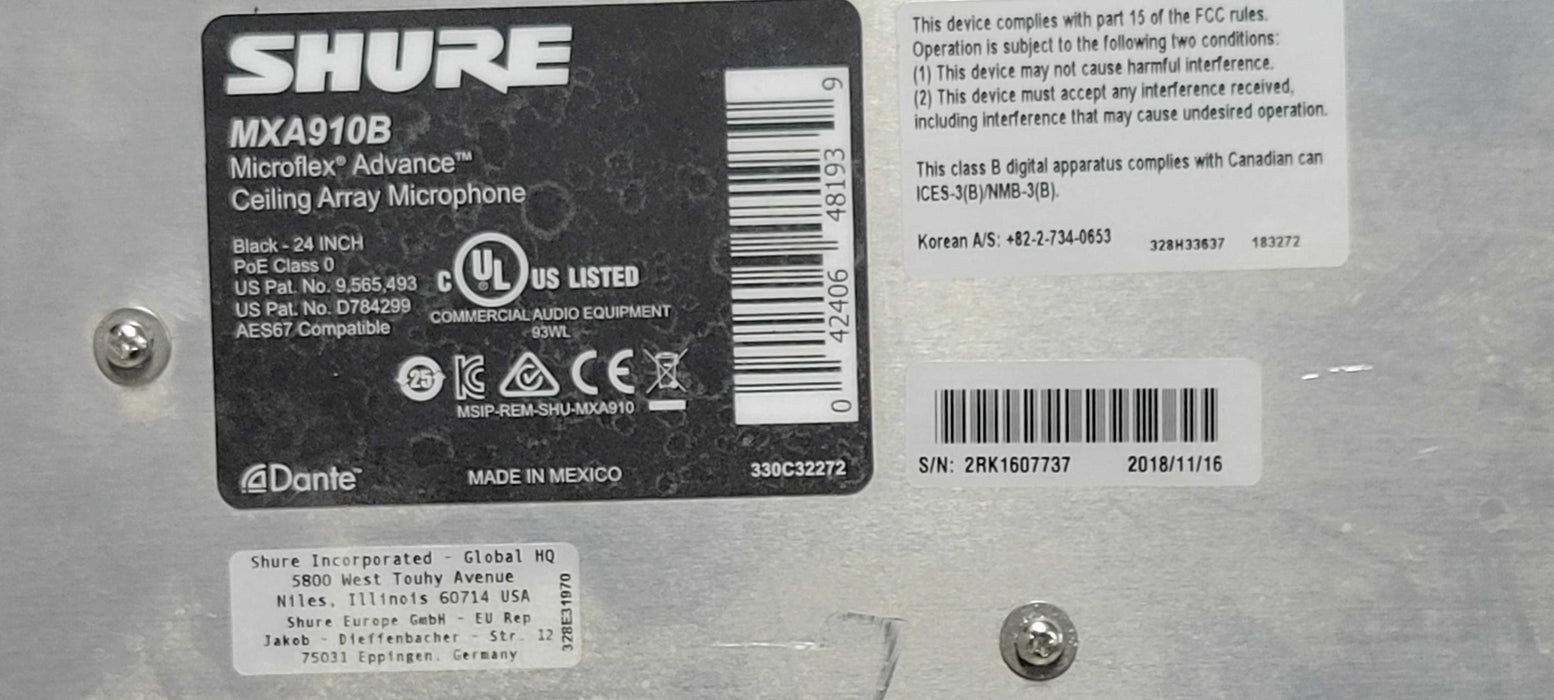 SHURE
MXA910B
Microflex® Advance™
Ceiling Array Microphone
Black - 24 INCH
PoE Class 0
US Pat. No. 9,565,493
US Pat. No. D784299
AES67 Compatible
C UL® US LISTED
COMMERCIAL AUDIO EQUIPMENT
93WL
25 KC CE
MSIP-REM-SHU-MXA910
Dante™
MADE IN MEXICO
330C32272
0 42406 48193 9
This device complies with part 15 of the FCC rules.
Operation is subject to the following two conditions:
(1) This device may not cause harmful interference.
(2) This device must accept any interference received,
including interference that may cause undesired operation.
This class B digital apparatus complies with Canadian can
ICES-3(B)/NMB-3(B).
Korean A/S: +82-2-734-0653
328H33637 183272
S/N: 2RK1607737 2018/11/16
Shure Incorporated - Global HQ
5800 West Touhy Avenue
Niles, Illinois 60714 USA
Shure Europe GmbH - EU Rep
Jakob - Dieffenbacher - Str. 12
75031 Eppingen, Germany
328E31970